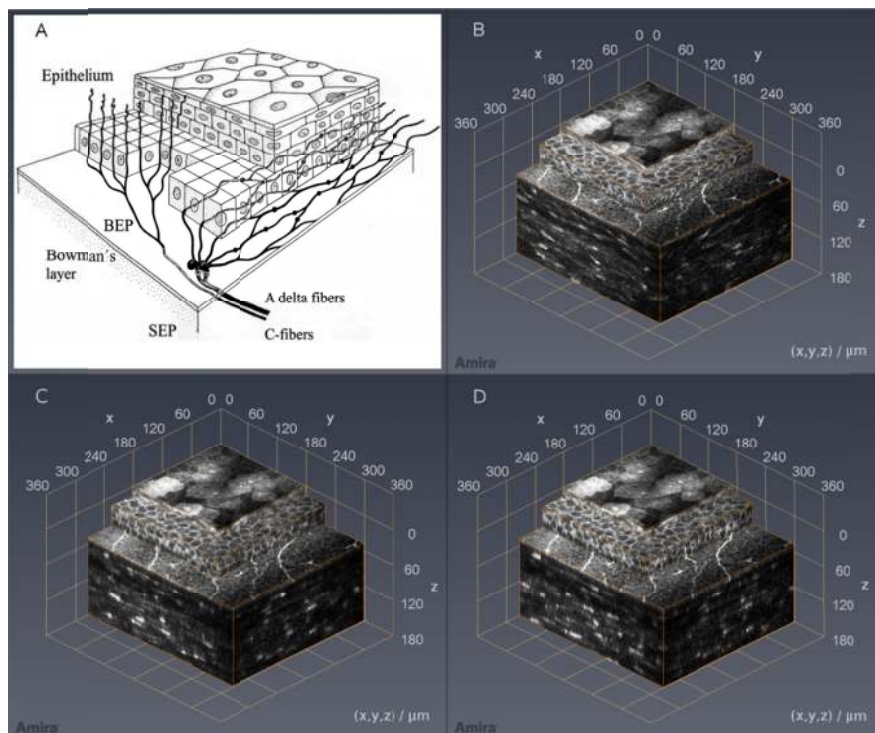 A
Epithelium
BEP
Bowman´s
layer
SEP
A delta fibers
C-fibers
B
x
y
0 0
60 60
120 120
180 180
240 240
300 300
360 360
0
60
z
120
180
Amira
(x,y,z) / µm
C
x
y
0 0
60 60
120 120
180 180
240 240
300 300
360 360
0
60
z
120
180
Amira
(x,y,z) / µm
D
x
y
0 0
60 60
120 120
180 180
240 240
300 300
360 360
0
60
z
120
180
Amira
(x,y,z) / µm